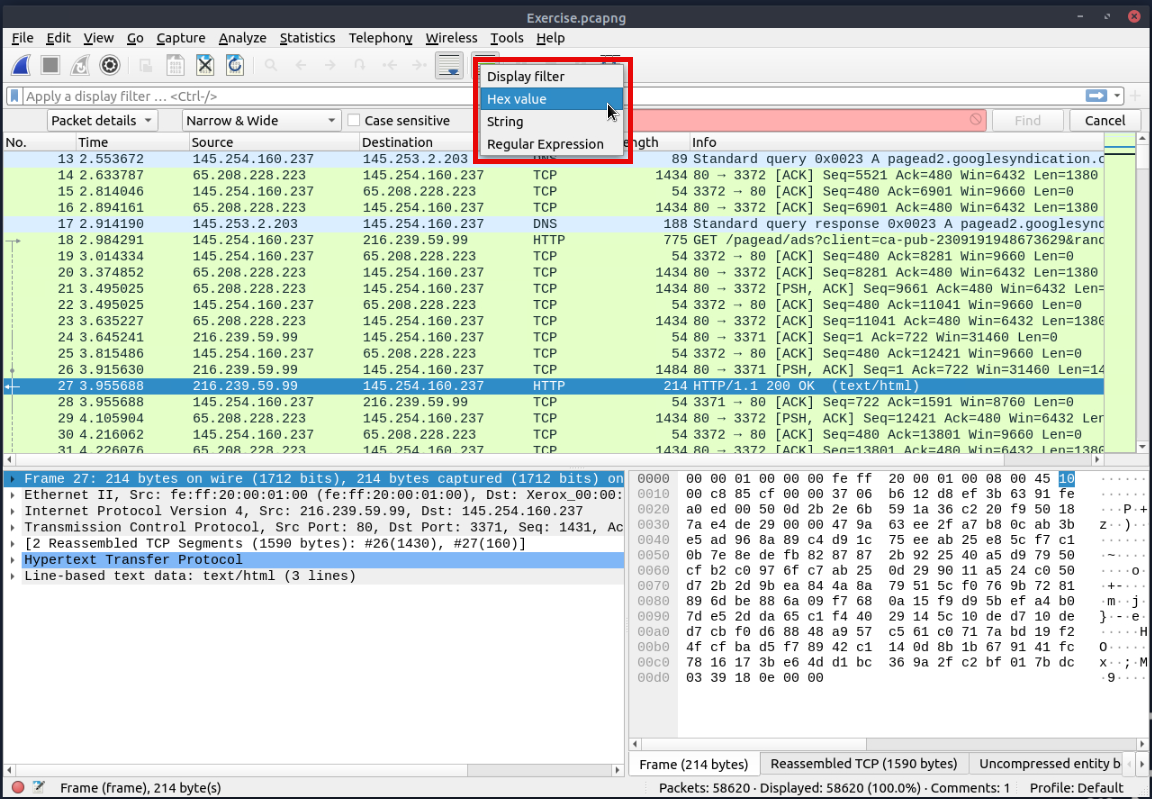 Exercise.pcapng
File Edit View Go Capture Analyze Statistics Telephony Wireless Tools Help
Display filter
Hex value
String
Regular Expression
Apply a display filter … <Ctrl-/>
Packet details Narrow & Wide Case sensitive Find Cancel
No. Time Source Destination ngth Info
13 2.553672 145.254.160.237 145.253.2.203 DNS 89 Standard query 0x0023 A pagead2.googlesyndication.c
14 2.633787 65.208.228.223 145.254.160.237 TCP 1434 80 → 3372 [ACK] Seq=5521 Ack=480 Win=6432 Len=1380
15 2.814046 145.254.160.237 65.208.228.223 TCP 54 3372 → 80 [ACK] Seq=480 Ack=6901 Win=9660 Len=0
16 2.894161 65.208.228.223 145.254.160.237 TCP 1434 80 → 3372 [ACK] Seq=6901 Ack=480 Win=6432 Len=1380
17 2.914190 145.253.2.203 145.254.160.237 DNS 188 Standard query response 0x0023 A pagead2.googlesynd
18 2.984291 145.254.160.237 216.239.59.99 HTTP 775 GET /pagead/ads?client=ca-pub-2309191948673629&rand
19 3.014334 145.254.160.237 65.208.228.223 TCP 54 3372 → 80 [ACK] Seq=480 Ack=8281 Win=9660 Len=0
20 3.374852 65.208.228.223 145.254.160.237 TCP 1434 80 → 3372 [ACK] Seq=8281 Ack=480 Win=6432 Len=1380
21 3.495025 65.208.228.223 145.254.160.237 TCP 1434 80 → 3372 [PSH, ACK] Seq=9661 Ack=480 Win=6432 Len=
22 3.495025 145.254.160.237 65.208.228.223 TCP 54 3372 → 80 [ACK] Seq=480 Ack=11041 Win=9660 Len=0
23 3.635227 65.208.228.223 145.254.160.237 TCP 1434 80 → 3372 [ACK] Seq=11041 Ack=480 Win=6432 Len=1380
24 3.645241 216.239.59.99 145.254.160.237 TCP 54 80 → 3371 [ACK] Seq=1 Ack=722 Win=31460 Len=0
25 3.815486 145.254.160.237 65.208.228.223 TCP 54 3372 → 80 [ACK] Seq=480 Ack=12421 Win=9660 Len=0
26 3.915630 216.239.59.99 145.254.160.237 TCP 1484 80 → 3371 [PSH, ACK] Seq=1 Ack=722 Win=31460 Len=14
27 3.955688 216.239.59.99 145.254.160.237 HTTP 214 HTTP/1.1 200 OK (text/html)
28 3.955688 145.254.160.237 216.239.59.99 TCP 54 3371 → 80 [ACK] Seq=722 Ack=1591 Win=8760 Len=0
29 4.105904 65.208.228.223 145.254.160.237 TCP 1434 80 → 3372 [PSH, ACK] Seq=12421 Ack=480 Win=6432 Len
30 4.216062 145.254.160.237 65.208.228.223 TCP 54 3372 → 80 [ACK] Seq=480 Ack=13801 Win=9660 Len=0
31 4.226076 65.208.228.223 145.254.160.237 TCP 1434 80 → 3372 [ACK] Seq=13801 Ack=480 Win=6432 Len=1380
Frame 27: 214 bytes on wire (1712 bits), 214 bytes captured (1712 bits) on
Ethernet II, Src: fe:ff:20:00:01:00 (fe:ff:20:00:01:00), Dst: Xerox_00:00:
Internet Protocol Version 4, Src: 216.239.59.99, Dst: 145.254.160.237
Transmission Control Protocol, Src Port: 80, Dst Port: 3371, Seq: 1431, Ac
[2 Reassembled TCP Segments (1590 bytes): #26(1430), #27(160)]
Hypertext Transfer Protocol
Line-based text data: text/html (3 lines)
0000 00 00 01 00 00 00 fe ff 20 00 01 00 08 00 45 10 ······
0010 00 c8 85 cf 00 00 37 06 b6 12 d8 ef 3b 63 91 fe ······
0020 a0 ed 00 50 0d 2b 2e 6b 59 1a 36 c2 20 f9 50 18 ···P·+
0030 7a e4 de 29 00 00 47 9a 63 ee 2f a7 b8 0c ab 3b z··)··
0040 e5 ad 96 8a 89 c4 d9 1c 75 ee ab 25 e8 5c f7 c1 ······
0050 0b 7e 8e de fb 82 87 87 2b 92 25 40 a5 d9 79 50 ·~····
0060 cf b2 c0 97 6f c7 ab 25 0d 29 90 11 a5 24 c0 50 ····o·
0070 d7 2b 2d 9b ea 84 4a 8a 79 51 5c f0 76 9b 72 81 ·+-···
0080 89 6d be 88 6a 09 f7 68 0a 15 f9 d9 5b ef a4 b0 ·m··j·
0090 7d e5 2d da 65 c1 f4 40 29 14 5c 10 de d7 10 de }·-·e·
00a0 d7 cb f0 d6 88 48 a9 57 c5 61 c0 71 7a bd 19 f2 ·····H
00b0 4f cf ba d5 f7 89 42 c1 14 0d 8b 1b 67 91 41 fc O·····
00c0 78 16 17 3b e6 4d d1 bc 36 9a 2f c2 bf 01 7b dc x··;·M
00d0 03 39 18 0e 00 00 ·9····
Frame (214 bytes) Reassembled TCP (1590 bytes) Uncompressed entity b
Frame (frame), 214 byte(s) Packets: 58620 · Displayed: 58620 (100.0%) · Comments: 1 Profile: Default